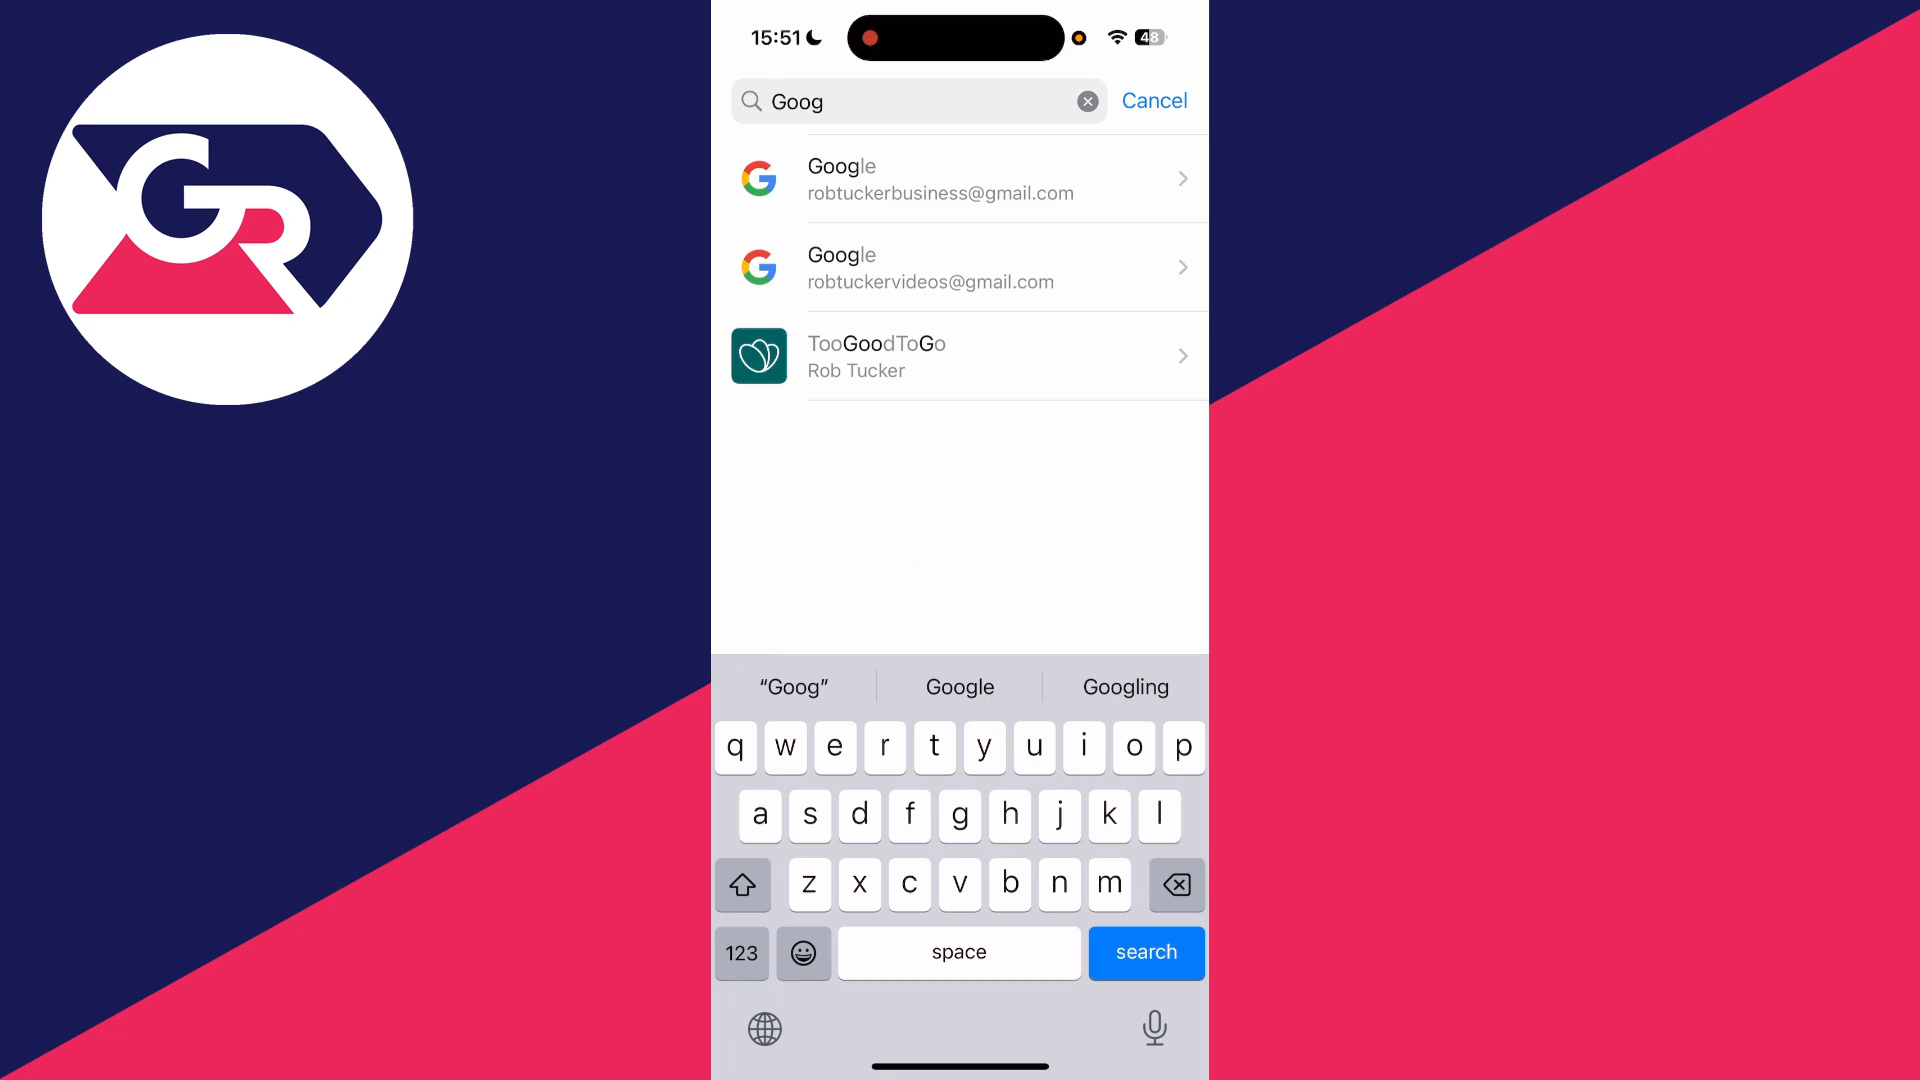 GR
15:51
48
Goog
Cancel
Google
robtuckerbusiness@gmail.com
Google
robtuckervideos@gmail.com
TooGoodToGo
Rob Tucker
“Goog”
Google
Googling
q w e r t y u i o p
a s d f g h j k l
z x c v b n m
123
space
search